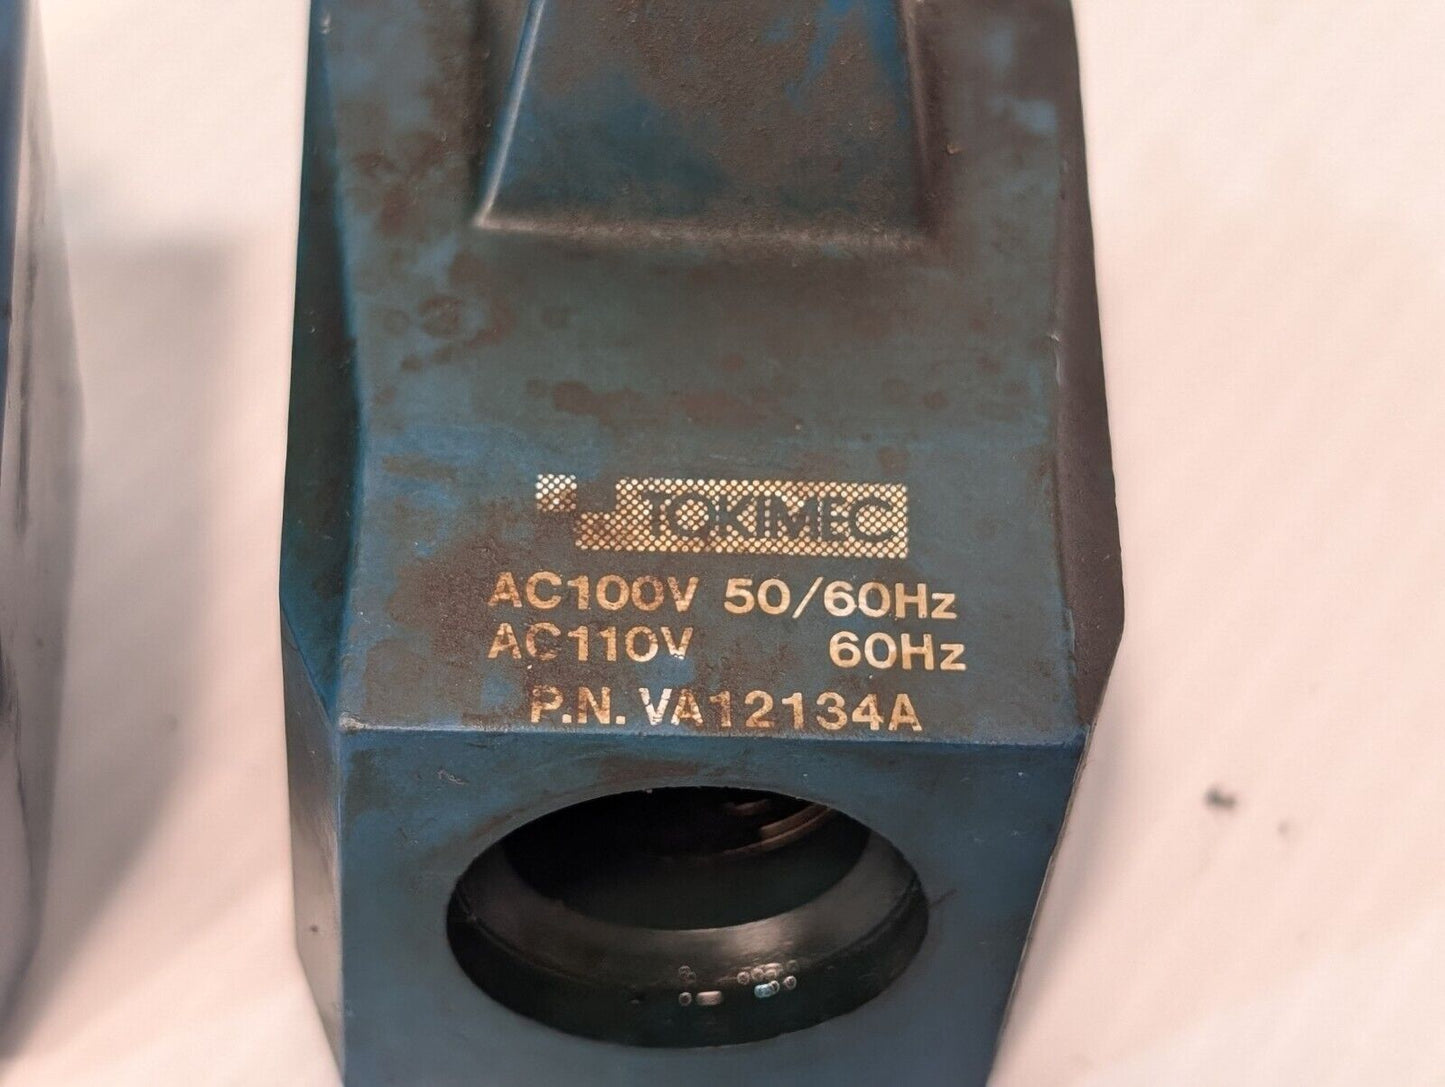 TOKIMEC
AC100V 50/60Hz
AC110V 60Hz
P.N. VA12134A